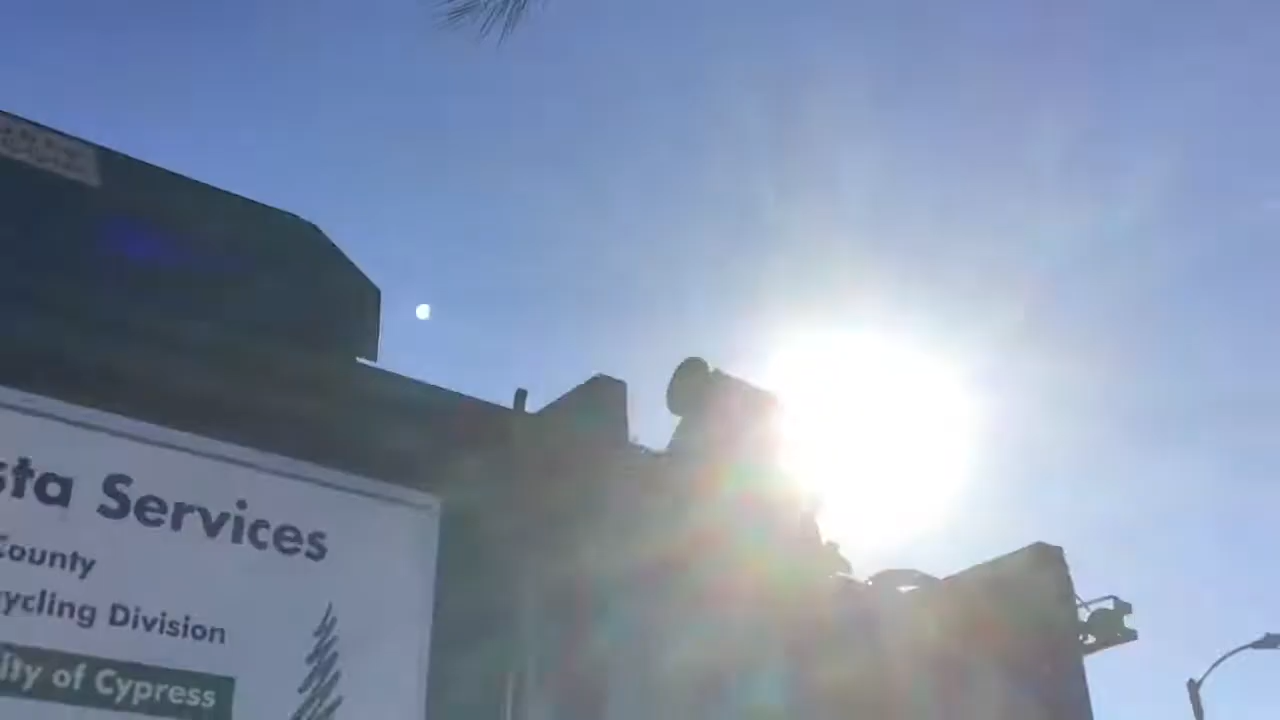 sta Services
County
ycling Division
ity of Cypress